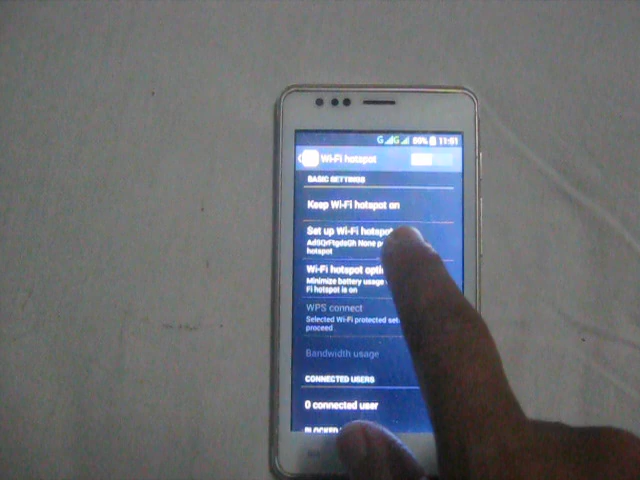 G G 86% 11:51
Wi-Fi hotspot
BASIC SETTINGS
Keep Wi-Fi hotspot on
Set up Wi-Fi hotspot
None
hotspot
Wi-Fi hotspot
Minimize battery usage
Fi hotspot is on
WPS connect
Selected Wi-Fi protected
proceed
Bandwidth usage
CONNECTED USERS
0 connected user